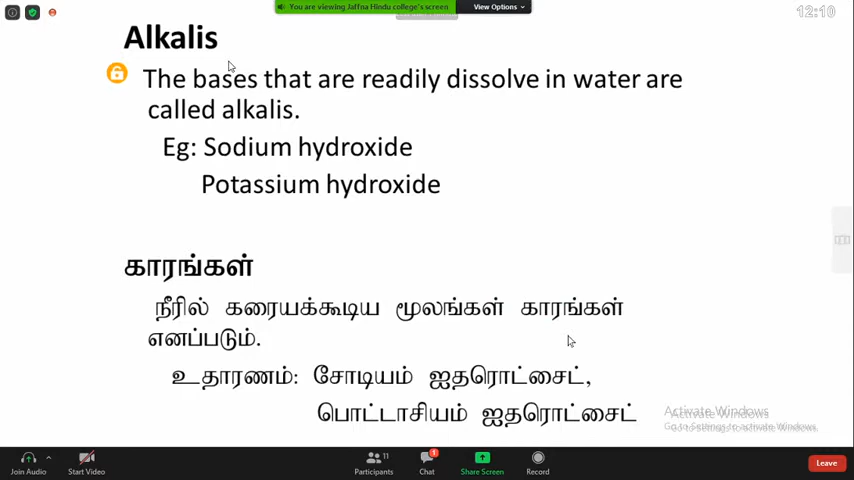 You are viewing Jaffna Hindu college's screen
View Options
12:10
Alkalis
The bases that are readily dissolve in water are
called alkalis.
Eg: Sodium hydroxide
Potassium hydroxide
காரங்கள்
நீரில் கரையக்கூடிய மூலங்கள் காரங்கள்
எனப்படும்.
உதாரணம்: சோடியம் ஐதரொட்சைட்,
பொட்டாசியம் ஐதரொட்சைட்
Activate Windows
Go to Settings to activate Windows.
Join Audio
Start Video
Participants
11
Chat
1
Share Screen
Record
Leave